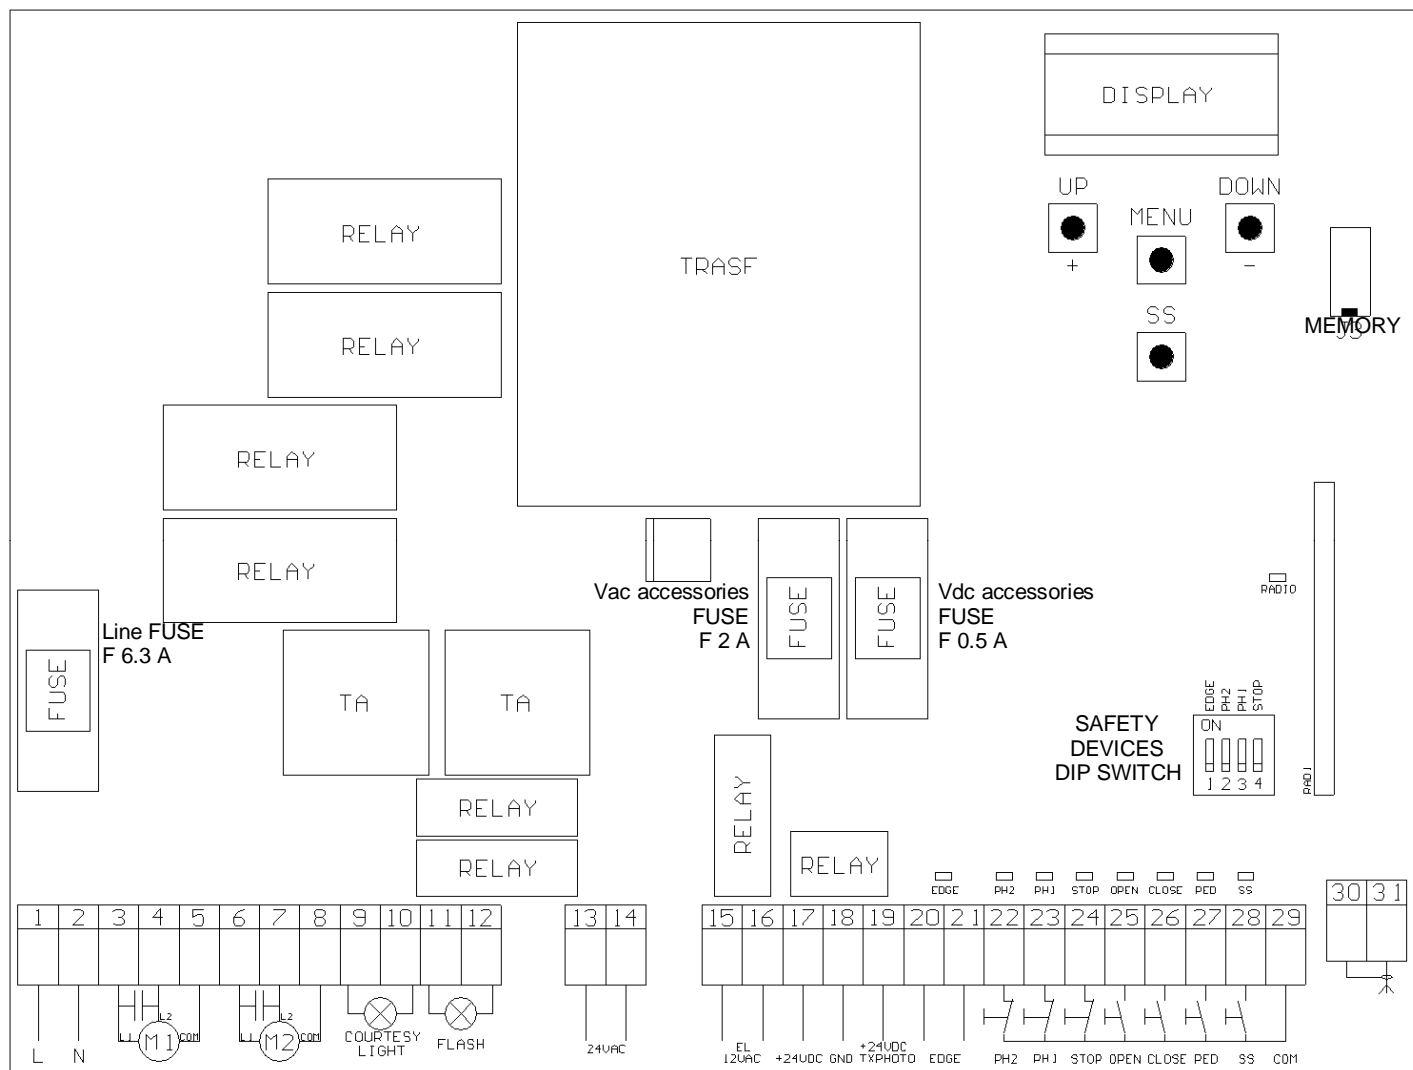 DISPLAY
UP
DOWN
MENU
+
-
RELAY
TRASF
SS
MEMORY
RELAY
RELAY
RELAY
Vac accessories
FUSE
F 2 A
FUSE
FUSE
Vdc accessories
FUSE
F 0.5 A
RADIO
Line FUSE
F 6.3 A
FUSE
TA
TA
EDGE
PH2
PH1
STOP
SAFETY
DEVICES
DIP SWITCH
ON
1 2 3 4
RAD1
RELAY
RELAY
RELAY
RELAY
EDGE PH2 PH1 STOP OPEN CLOSE PED SS
1 2 3 4 5 6 7 8 9 10 11 12
13 14
15 16 17 18 19 20 21 22 23 24 25 26 27 28 29
30 31
L N
L1 M1 L2 COM
L1 M2 L2 COM
COURTESY
LIGHT
FLASH
24VAC
EL
12VAC
+24VDC
GND
+24VDC
TXPHOTO
EDGE
PH2 PH1 STOP OPEN CLOSE PED SS COM